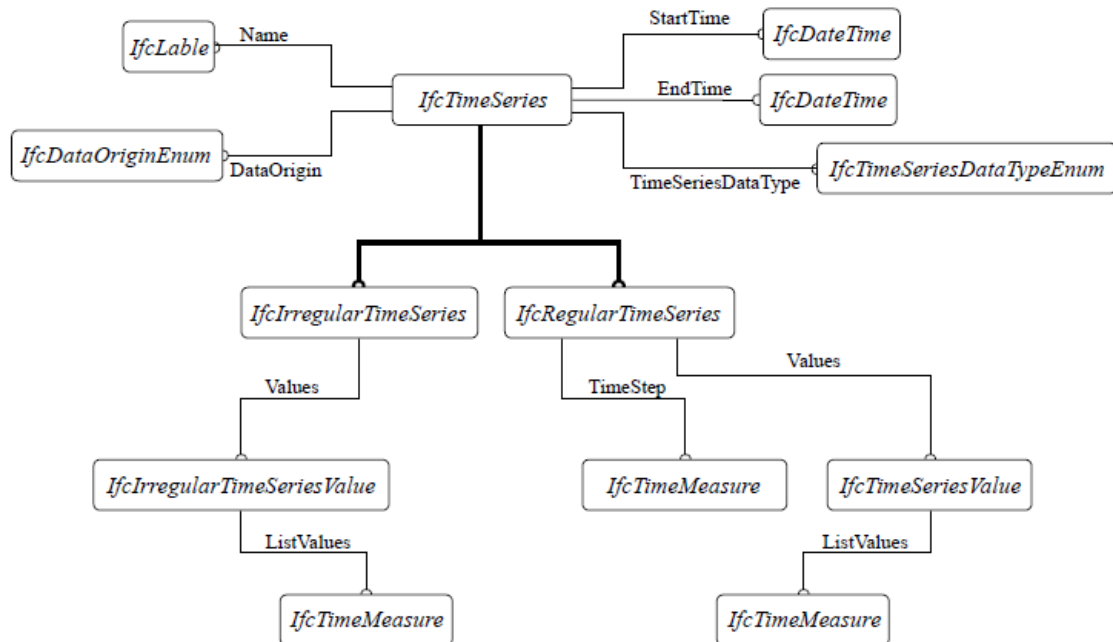 StartTime
Name
IfcLable
IfcDateTime
IfcTimeSeries
EndTime
IfcDateTime
IfcDataOriginEnum
DataOrigin
TimeSeriesDataType
IfcTimeSeriesDataTypeEnum
IfcIrregularTimeSeries
IfcRegularTimeSeries
Values
TimeStep
Values
IfcIrregularTimeSeriesValue
IfcTimeMeasure
IfcTimeSeriesValue
ListValues
ListValues
IfcTimeMeasure
IfcTimeMeasure